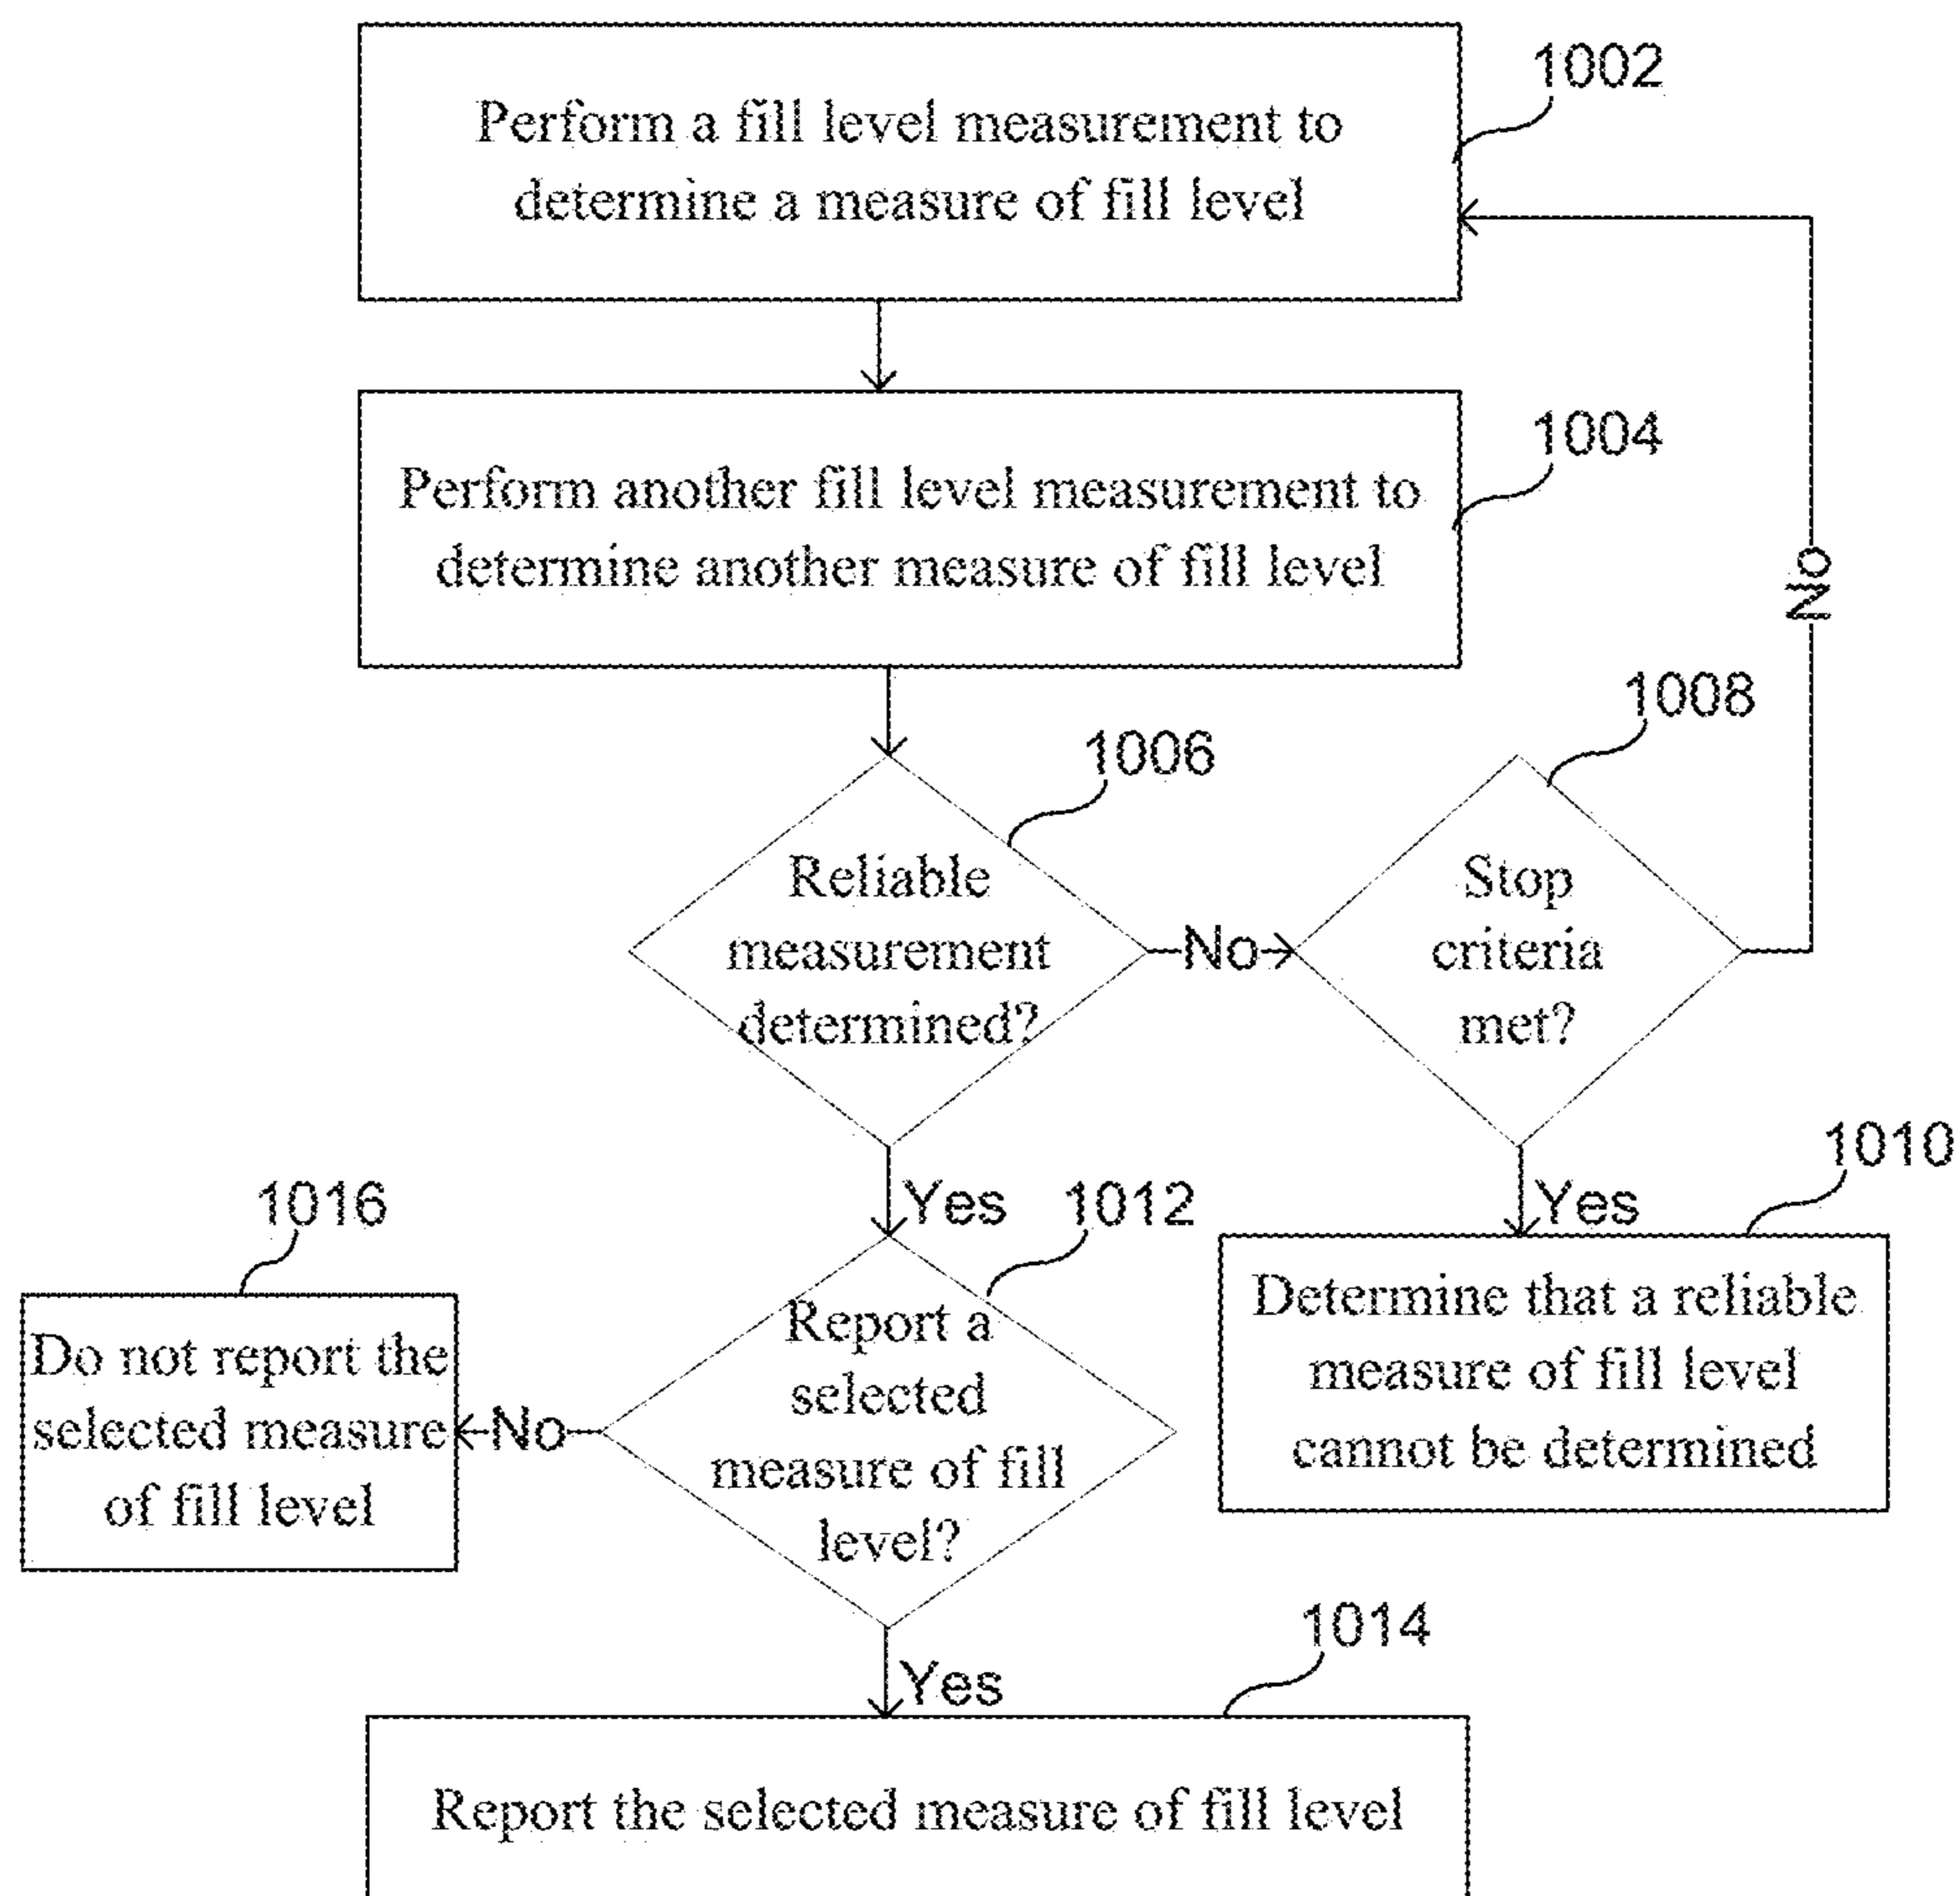 1002
Perform a fill level measurement to
determine a measure of fill level
1004
Perform another fill level measurement to
determine another measure of fill level
No
1008
1006
Reliable
measurement
determined?
No
Stop
criteria
met?
1010
Yes
Yes
1012
1016
Determine that a reliable
measure of fill level
cannot be determined
Do not report the
selected measure
of fill level
No
Report a
selected
measure of fill
level?
1014
Yes
Report the selected measure of fill level